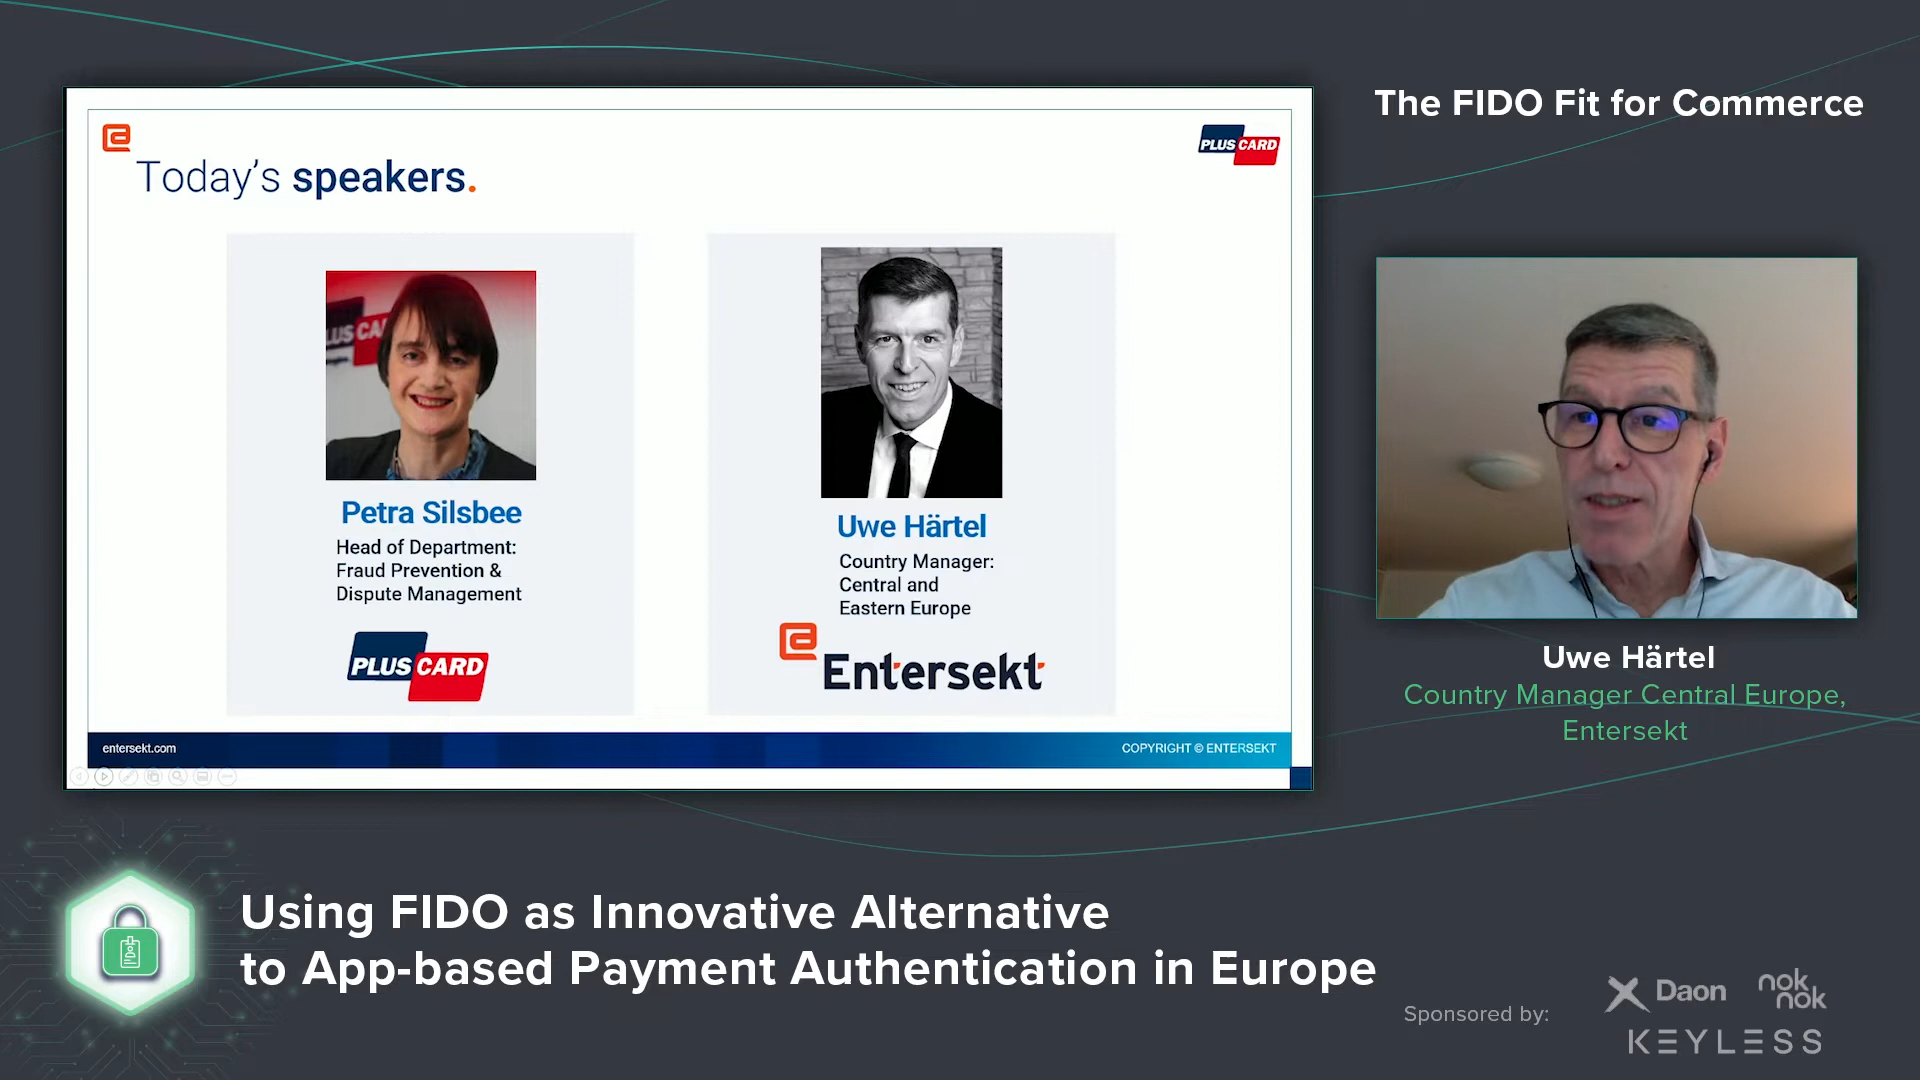 The FIDO Fit for Commerce
Today's speakers.
PLUS CARD
LUS CA
Petra Silsbee
Head of Department:
Fraud Prevention &
Dispute Management
PLUS CARD
Uwe Härtel
Country Manager:
Central and
Eastern Europe
Entersekt
entersekt.com
COPYRIGHT © ENTERSEKT
Uwe Härtel
Country Manager Central Europe,
Entersekt
Using FIDO as Innovative Alternative
to App-based Payment Authentication in Europe
Sponsored by:
Daon
nok
nok
KEYLESS